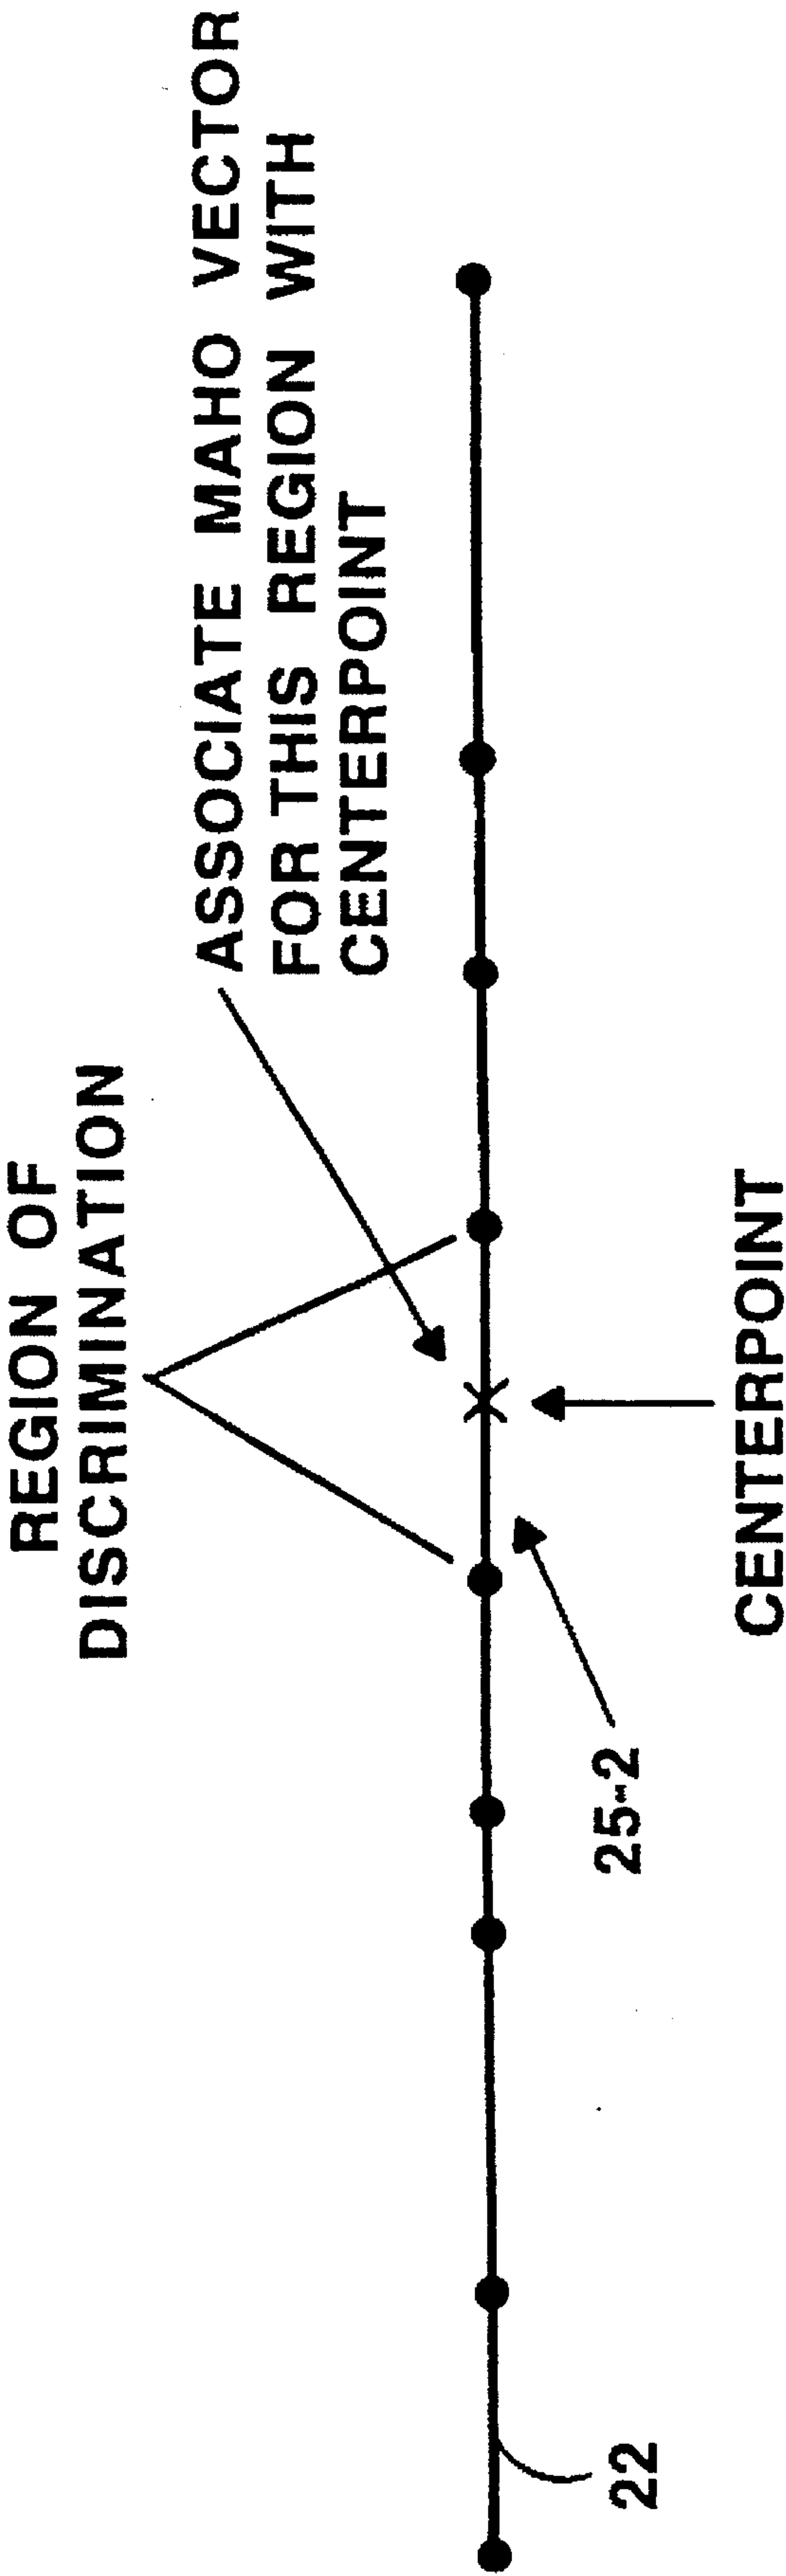 REGION OF
DISCRIMINATION
ASSOCIATE MAHO VECTOR
FOR THIS REGION WITH
CENTERPOINT
25-2
22
CENTERPOINT